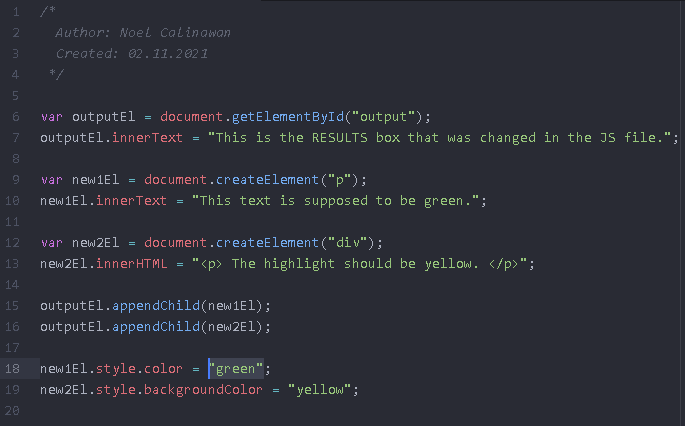 1 /*
2 Author: Noel Calinawan
3 Created: 02.11.2021
4 */
5
6 var outputEl = document.getElementById("output");
7 outputEl.innerText = "This is the RESULTS box that was changed in the JS file.";
8
9 var new1El = document.createElement("p");
10 new1El.innerText = "This text is supposed to be green.";
11
12 var new2El = document.createElement("div");
13 new2El.innerHTML = "<p> The highlight should be yellow. </p>";
14
15 outputEl.appendChild(new1El);
16 outputEl.appendChild(new2El);
17
18 new1El.style.color = "green";
19 new2El.style.backgroundColor = "yellow";
20